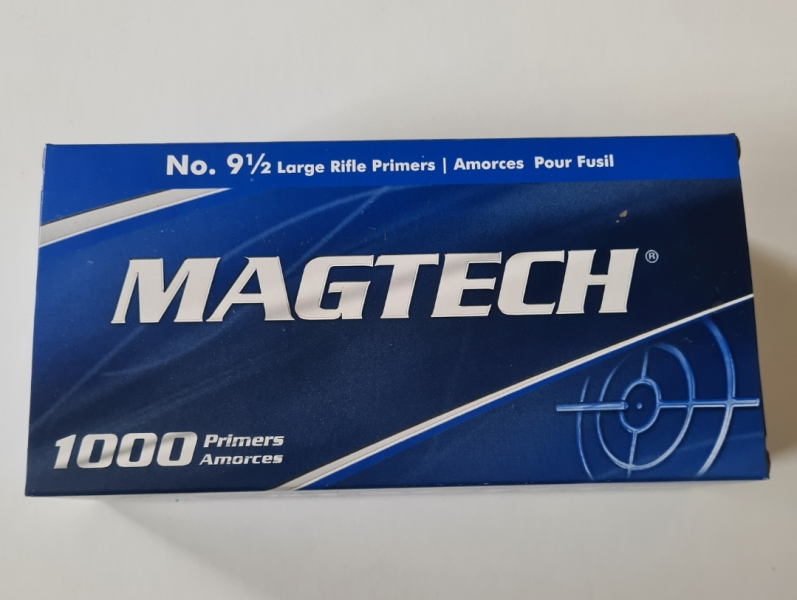 No. 9½ Large Rifle Primers | Amorces Pour Fusil
MAGTECH®
1000 Primers
Amorces